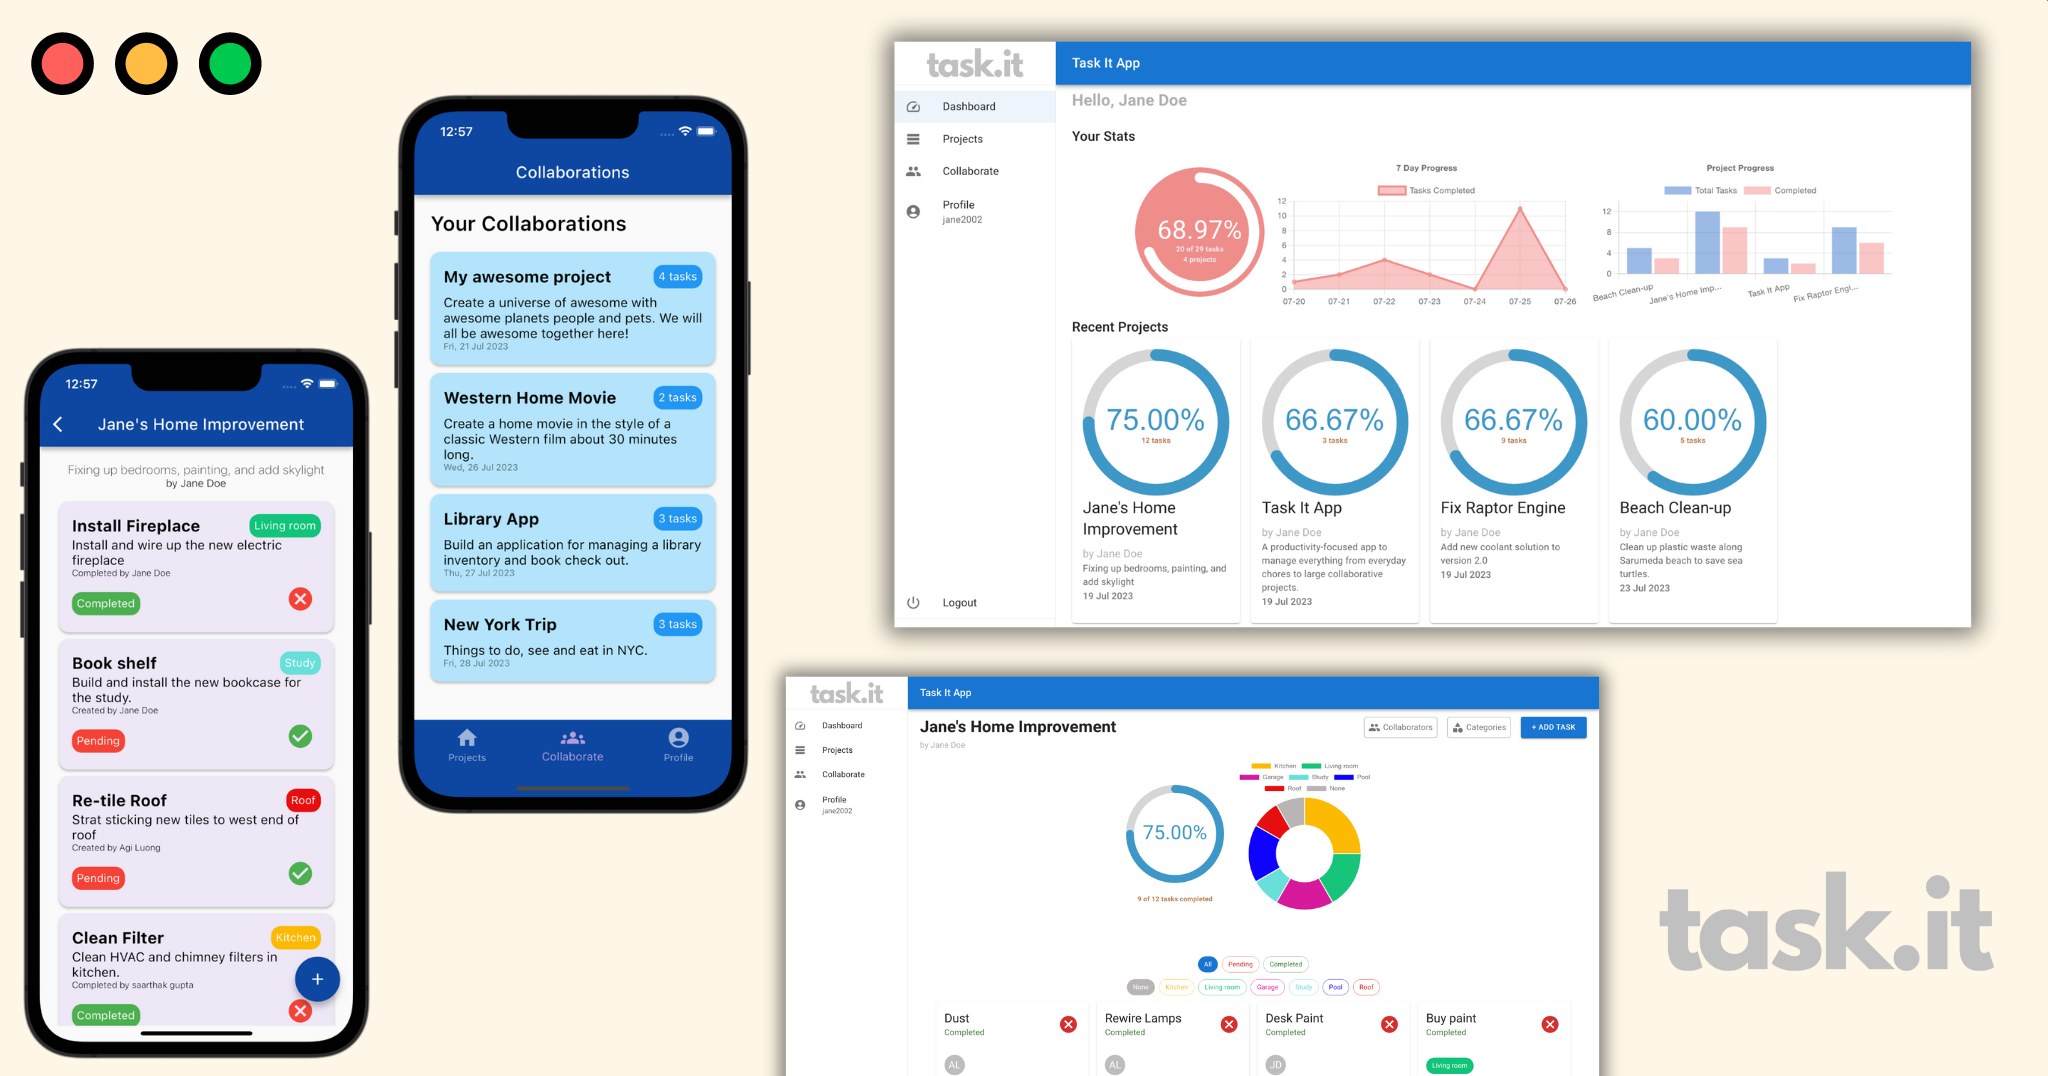 12:57
Jane's Home Improvement
Fixing up bedrooms, painting, and add skylight
by Jane Doe
Install Fireplace
Living room
Install and wire up the new electric
fireplace
Completed by Jane Doe
Completed
Book shelf
Study
Build and install the new bookcase for
the study.
Created by Jane Doe
Pending
Re-tile Roof
Roof
Strat sticking new tiles to west end of
roof
Created by Agi Luong
Pending
Clean Filter
Kitchen
Clean HVAC and chimney filters in
kitchen.
Completed by saarthak gupta
+
Completed
12:57
Collaborations
Your Collaborations
My awesome project
4 tasks
Create a universe of awesome with
awesome planets people and pets. We will
all be awesome together here!
Fri, 21 Jul 2023
Western Home Movie
2 tasks
Create a home movie in the style of a
classic Western film about 30 minutes
long.
Wed, 26 Jul 2023
Library App
3 tasks
Build an application for managing a library
inventory and book check out.
Thu, 27 Jul 2023
New York Trip
3 tasks
Things to do, see and eat in NYC.
Fri, 28 Jul 2023
Projects
Collaborate
Profile
task.it
Task It App
Dashboard
Projects
Collaborate
Profile
jane2002
Logout
Hello, Jane Doe
Your Stats
68.97%
20 of 29 tasks
4 projects
7 Day Progress
Tasks Completed
12
10
8
6
4
2
0
07-20 07-21 07-22 07-23 07-24 07-25 07-26
Project Progress
Total Tasks Completed
12
8
4
0
Beach Clean-up Jane's Home Imp... Task It App Fix Raptor Engi...
Recent Projects
75.00%
12 tasks
Jane's Home
Improvement
by Jane Doe
Fixing up bedrooms, painting, and
add skylight
19 Jul 2023
66.67%
3 tasks
Task It App
by Jane Doe
A productivity-focused app to
manage everything from everyday
chores to large collaborative
projects.
19 Jul 2023
66.67%
9 tasks
Fix Raptor Engine
by Jane Doe
Add new coolant solution to
version 2.0
19 Jul 2023
60.00%
5 tasks
Beach Clean-up
by Jane Doe
Clean up plastic waste along
Sarumeda beach to save sea
turtles.
23 Jul 2023
task.it
Task It App
Dashboard
Projects
Collaborate
Profile
jane2002
Jane's Home Improvement
by Jane Doe
Collaborators
Categories
+ ADD TASK
75.00%
9 of 12 tasks completed
Kitchen Living room
Garage Study Pool
Roof None
All Pending Completed
None Kitchen Living room Garage Study Pool Roof
Dust
Completed
AL
Rewire Lamps
Completed
AL
Desk Paint
Completed
JD
Buy paint
Completed
Living room
task.it